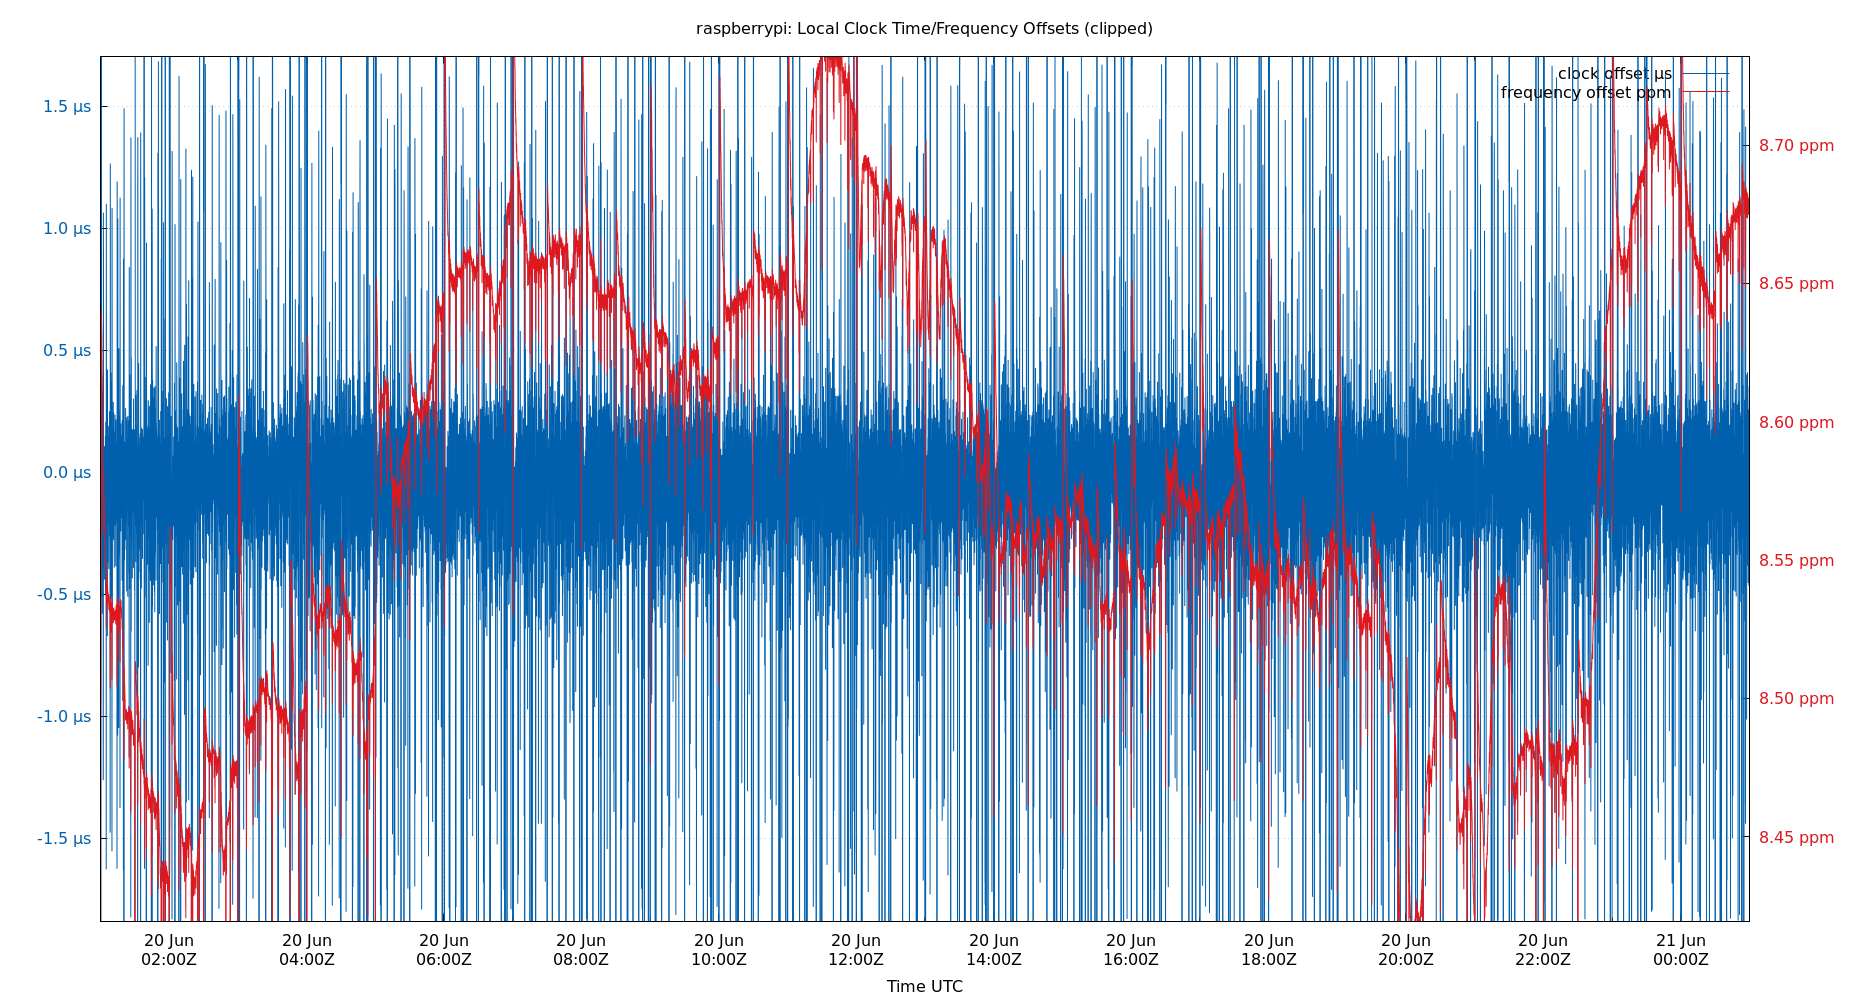 raspberrypi: Local Clock Time/Frequency Offsets (clipped)
clock offset µs
frequency offset ppm
1.5 µs
1.0 µs
0.5 µs
0.0 µs
-0.5 µs
-1.0 µs
-1.5 µs
8.70 ppm
8.65 ppm
8.60 ppm
8.55 ppm
8.50 ppm
8.45 ppm
20 Jun 20 Jun 20 Jun 20 Jun 20 Jun 20 Jun 20 Jun 20 Jun 20 Jun 20 Jun 20 Jun 21 Jun
02:00Z 04:00Z 06:00Z 08:00Z 10:00Z 12:00Z 14:00Z 16:00Z 18:00Z 20:00Z 22:00Z 00:00Z
Time UTC